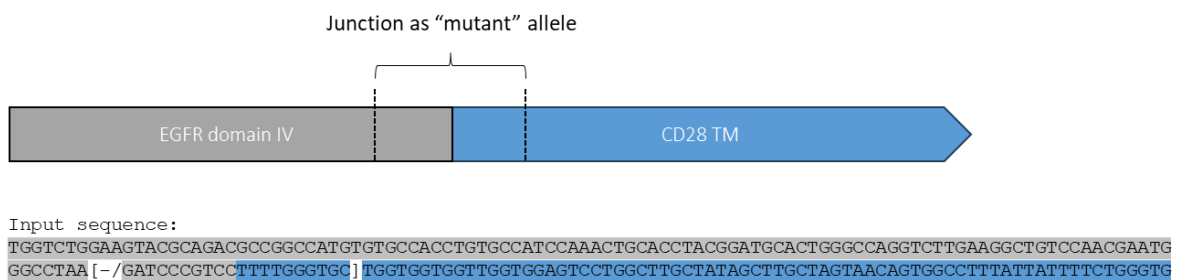 Junction as “mutant” allele
EGFR domain IV
CD28 TM
Input sequence:
TGGTCTGGAAGTACGCAGACGCCGGCCATGTGTGCCACCTGTGCCATCCAAACTGCACCTACGGATGCACTGGGCCAGGTCTTGAAGGCTGTCCAACGAATG
GGCCTAA[-/GATCCCGTCCTTTTGGGTGC]TGGTGGTGGTTGGTGGAGTCCTGGCTTGCTATAGCTTGCTAGTAACAGTGGCCTTTATTATTTTCTGGGTG